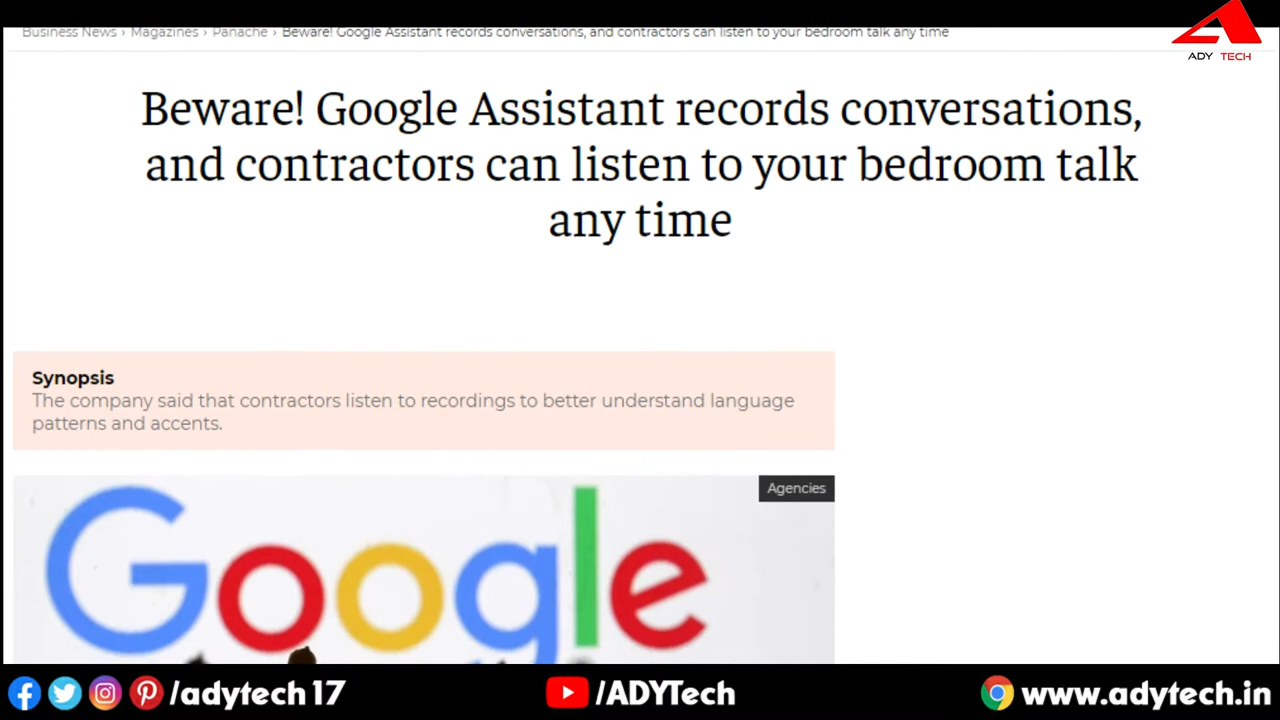 Business News › Magazines › Panache › Beware! Google Assistant records conversations, and contractors can listen to your bedroom talk any time
ADY TECH
Beware! Google Assistant records conversations,
and contractors can listen to your bedroom talk
any time
Synopsis
The company said that contractors listen to recordings to better understand language
patterns and accents.
Agencies
Google
/adytech17
/ADYTech
www.adytech.in